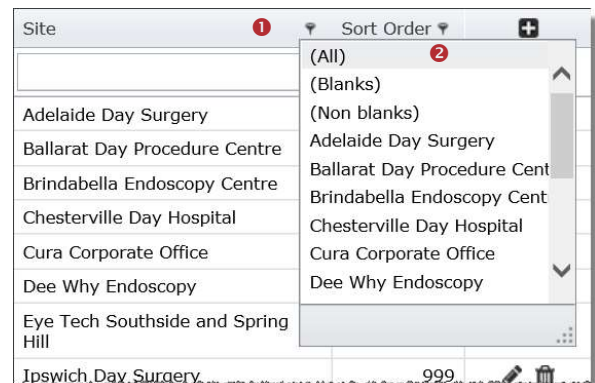 Site 1 Sort Order
(All) 2
(Blanks)
(Non blanks)
Adelaide Day Surgery
Ballarat Day Procedure Cent
Brindabella Endoscopy Cent
Chesterville Day Hospital
Cura Corporate Office
Dee Why Endoscopy
Adelaide Day Surgery
Ballarat Day Procedure Centre
Brindabella Endoscopy Centre
Chesterville Day Hospital
Cura Corporate Office
Dee Why Endoscopy
Eye Tech Southside and Spring
Hill
Ipswich Day Surgery 999